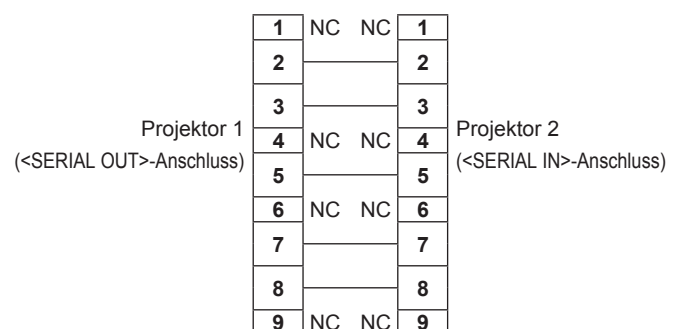 1 NC NC 1
2 2
3 3
Projektor 1 Projektor 2
4 NC NC 4
(<SERIAL OUT>-Anschluss) (<SERIAL IN>-Anschluss)
5 5
6 NC NC 6
7 7
8 8
9 NC NC 9